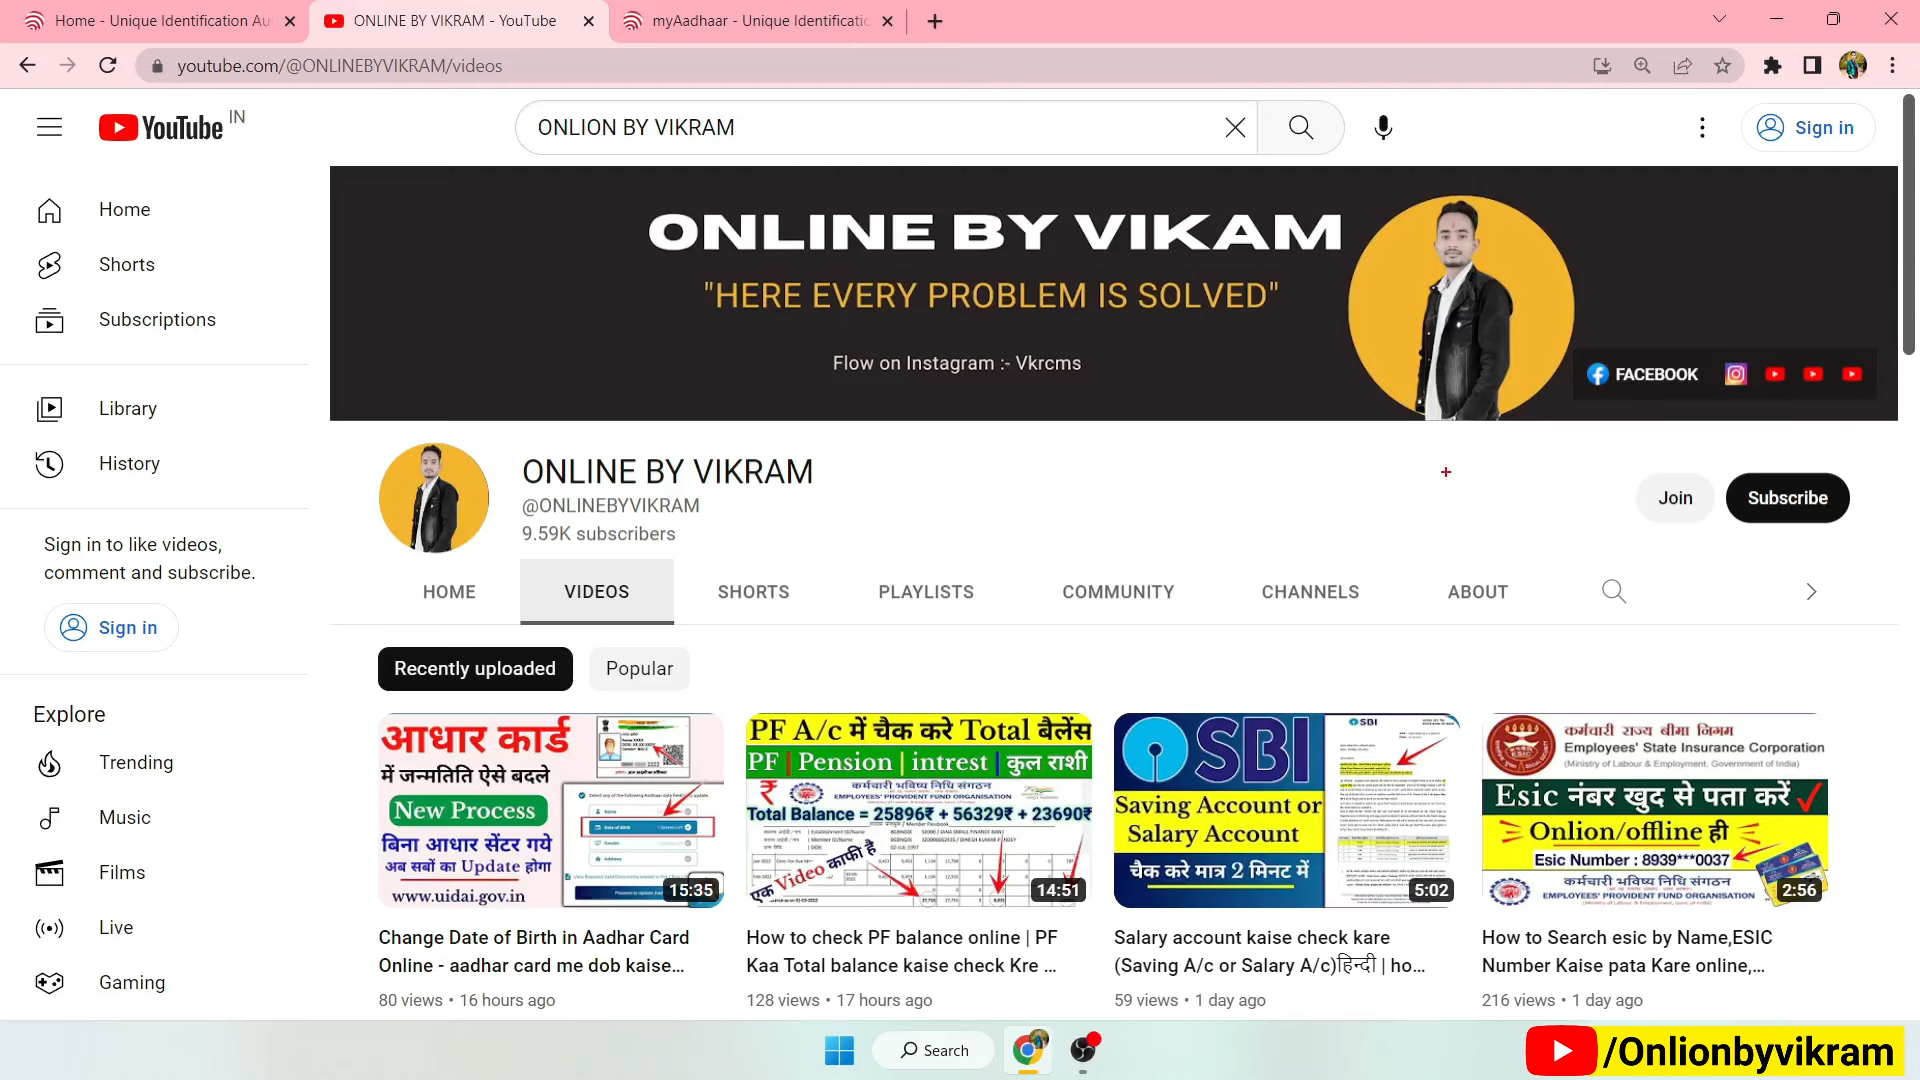 Home - Unique Identification Au
ONLINE BY VIKRAM - YouTube
myAadhaar - Unique Identificatio
youtube.com/@ONLINEBYVIKRAM/videos
YouTube IN
ONLION BY VIKRAM
Sign in
Home
Shorts
Subscriptions
Library
History
Sign in to like videos,
comment and subscribe.
Sign in
Explore
Trending
Music
Films
Live
Gaming
ONLINE BY VIKAM
"HERE EVERY PROBLEM IS SOLVED"
Flow on Instagram :- Vkrcms
FACEBOOK
ONLINE BY VIKRAM
@ONLINEBYVIKRAM
9.59K subscribers
Join
Subscribe
HOME
VIDEOS
SHORTS
PLAYLISTS
COMMUNITY
CHANNELS
ABOUT
Recently uploaded
Popular
आधार कार्ड
में जन्मतिति ऐसे बदले
New Process
बिना आधार सेंटर गये
अब सबों का Update होगा
www.uidai.gov.in
Date of Birth
Gender
Address
15:35
Change Date of Birth in Aadhar Card
Online - aadhar card me dob kaise...
80 views • 16 hours ago
PF A/c में चैक करे Total बैलेंस
PF | Pension | intrest | कुल राशी
कर्मचारी भविष्य निधि संगठन
EMPLOYEES' PROVIDENT FUND ORGANISATION
Total Balance = 25896₹ + 56329₹ + 23690₹
एक Video काफी है
14:51
How to check PF balance online | PF
Kaa Total balance kaise check Kre ...
128 views • 17 hours ago
SBI
SBI
Saving Account or
Salary Account
चैक करे मात्र 2 मिनट में
5:02
Salary account kaise check kare
(Saving A/c or Salary A/c)हिन्दी | ho...
59 views • 1 day ago
कर्मचारी राज्य बीमा निगम
Employees' State Insurance Corporation
(Ministry of Labour & Employment, Government of India)
Esic नंबर खुद से पता करें
Onlion/offline ही
Esic Number : 8939***0037
कर्मचारी भविष्य निधि संगठन
EMPLOYEES' PROVIDENT FUND ORGANISATION
2:56
How to Search esic by Name,ESIC
Number Kaise pata Kare online,...
216 views • 1 day ago
Search
/Onlionbyvikram